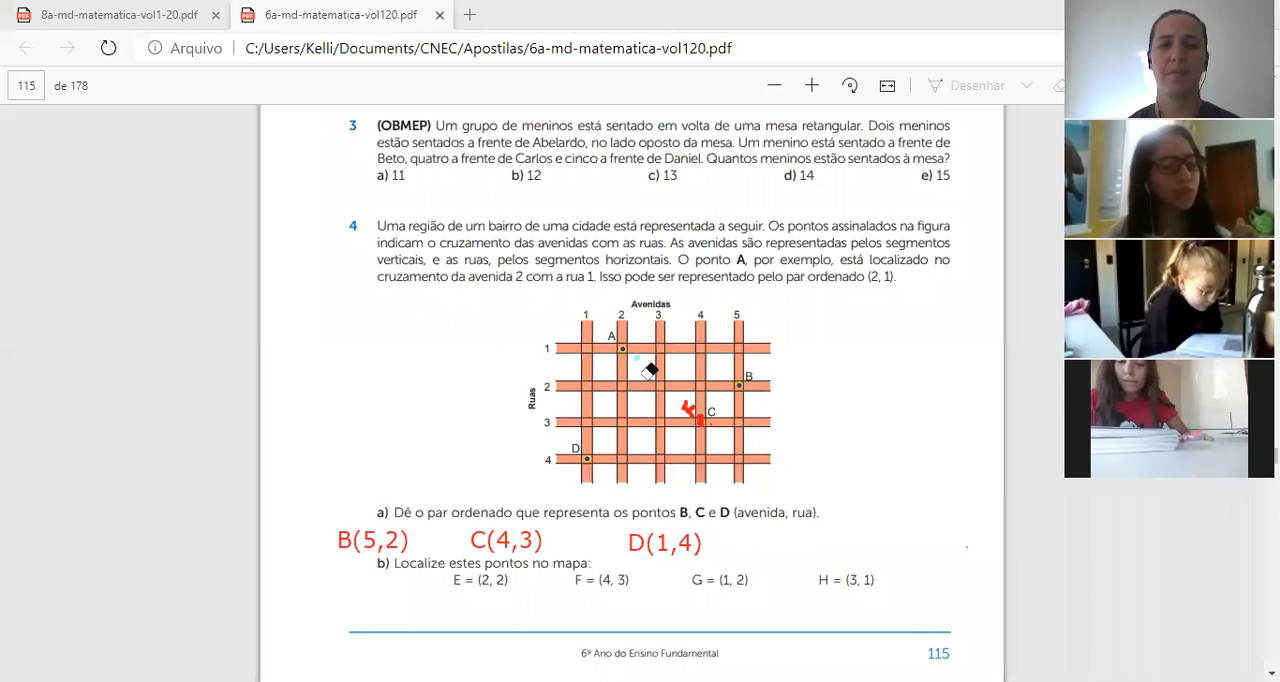 8a-md-matematica-vol1-20.pdf
6a-md-matematica-vol120.pdf
Arquivo
C:/Users/Kelli/Documents/CNEC/Apostilas/6a-md-matematica-vol120.pdf
115 de 178
Desenhar
3 (OBMEP) Um grupo de meninos está sentado em volta de uma mesa retangular. Dois meninos
estão sentados a frente de Abelardo, no lado oposto da mesa. Um menino está sentado a frente de
Beto, quatro a frente de Carlos e cinco a frente de Daniel. Quantos meninos estão sentados à mesa?
a) 11 b) 12 c) 13 d) 14 e) 15
4 Uma região de um bairro de uma cidade está representada a seguir. Os pontos assinalados na figura
indicam o cruzamento das avenidas com as ruas. As avenidas são representadas pelos segmentos
verticais, e as ruas, pelos segmentos horizontais. O ponto A, por exemplo, está localizado no
cruzamento da avenida 2 com a rua 1. Isso pode ser representado pelo par ordenado (2, 1).
Avenidas
1 2 3 4 5
A
1
B
2
Ruas
C
3
D
4
a) Dê o par ordenado que representa os pontos B, C e D (avenida, rua).
B(5,2) C(4,3) D(1,4)
b) Localize estes pontos no mapa:
E = (2, 2) F = (4, 3) G = (1, 2) H = (3, 1)
6º Ano do Ensino Fundamental
115